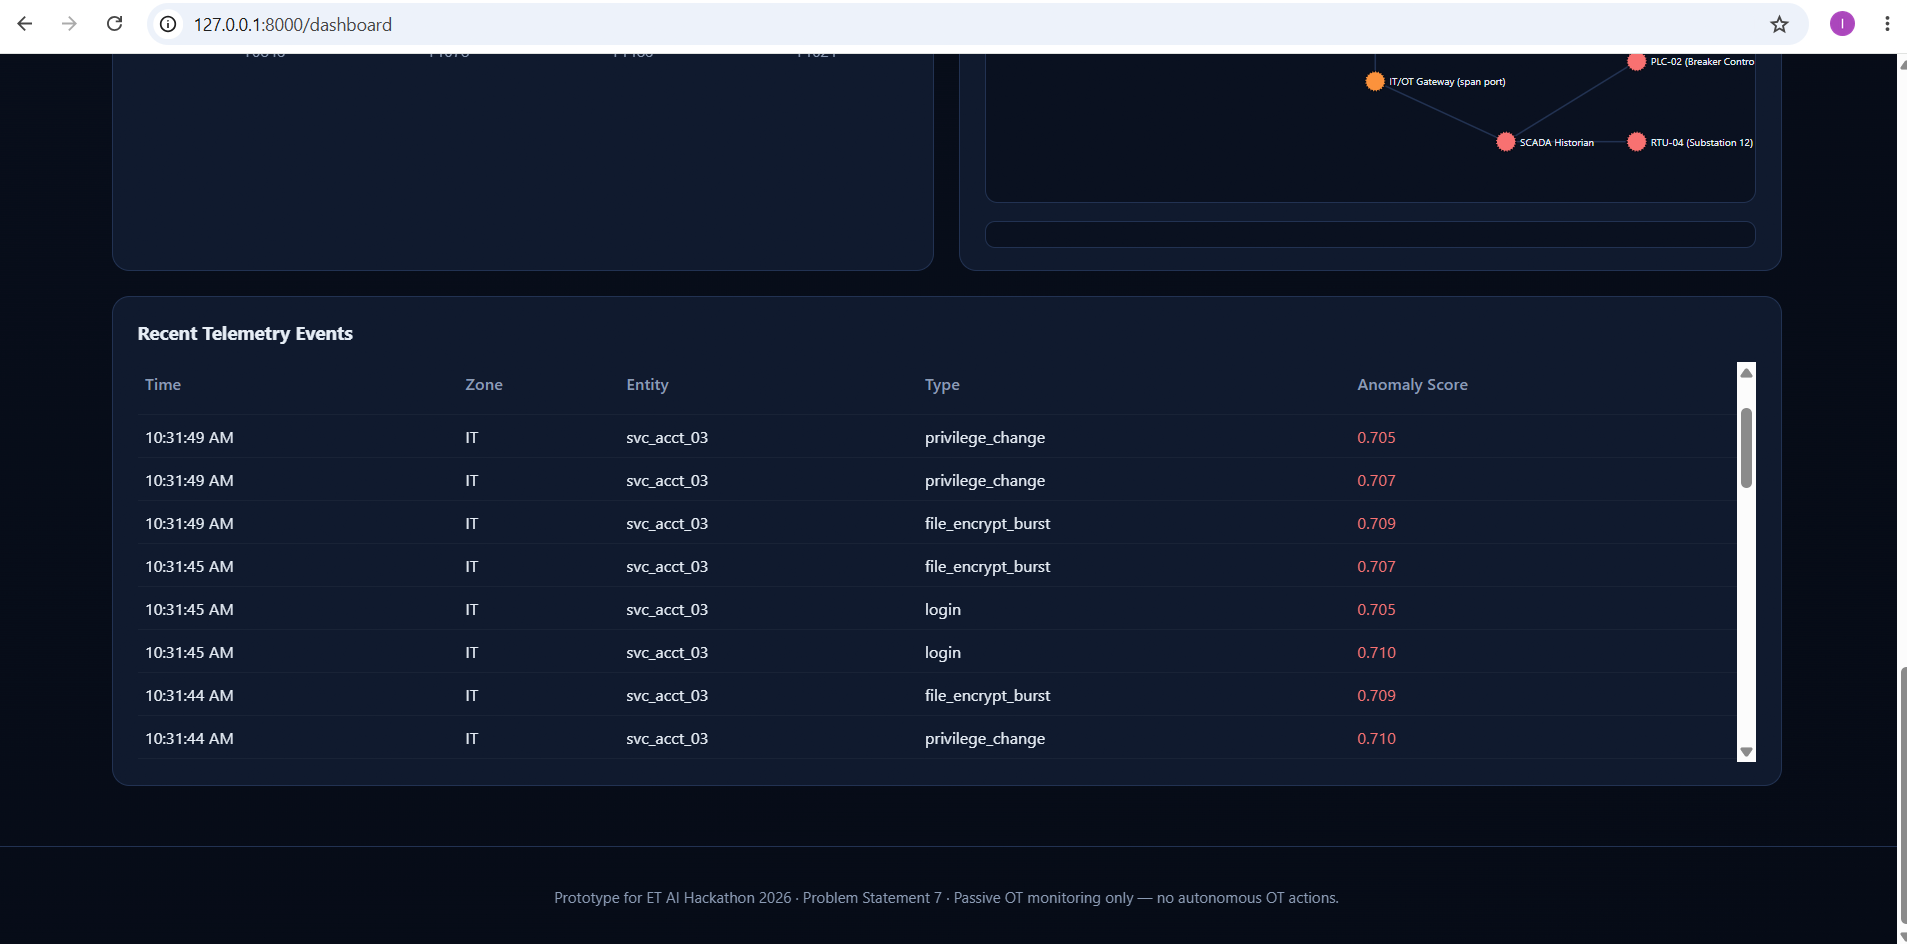 127.0.0.1:8000/dashboard
I
PLC-02 (Breaker Contro
IT/OT Gateway (span port)
SCADA Historian
RTU-04 (Substation 12)
Recent Telemetry Events
Time Zone Entity Type Anomaly Score
10:31:49 AM IT svc_acct_03 privilege_change 0.705
10:31:49 AM IT svc_acct_03 privilege_change 0.707
10:31:49 AM IT svc_acct_03 file_encrypt_burst 0.709
10:31:45 AM IT svc_acct_03 file_encrypt_burst 0.707
10:31:45 AM IT svc_acct_03 login 0.705
10:31:45 AM IT svc_acct_03 login 0.710
10:31:44 AM IT svc_acct_03 file_encrypt_burst 0.709
10:31:44 AM IT svc_acct_03 privilege_change 0.710
Prototype for ET AI Hackathon 2026 · Problem Statement 7 · Passive OT monitoring only — no autonomous OT actions.